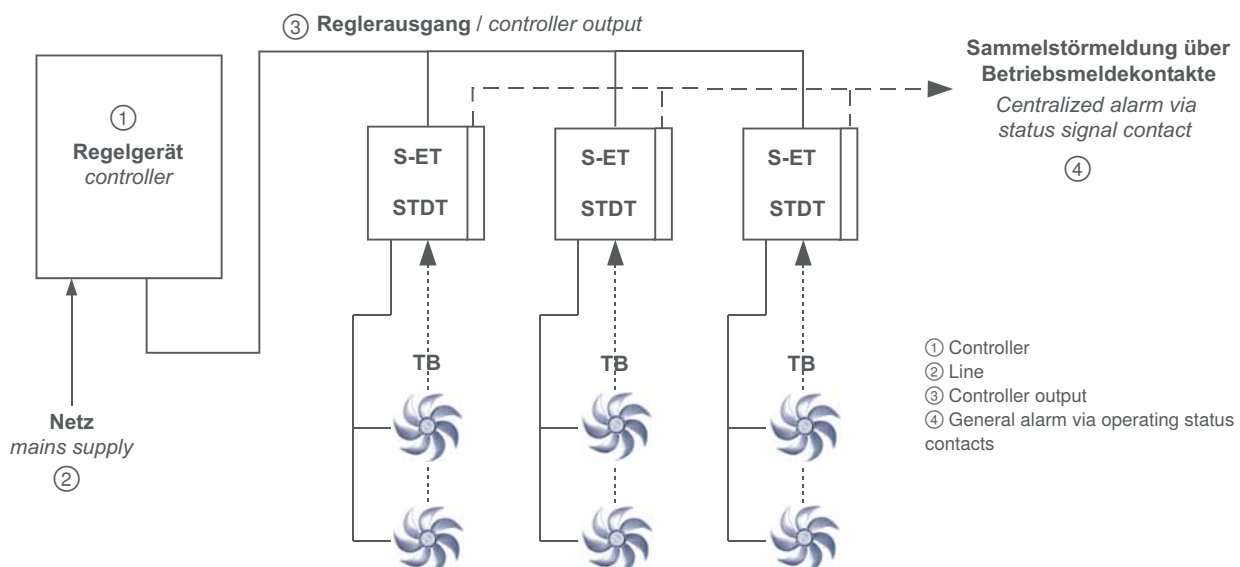 ③ Reglerausgang / controller output
Sammelstörmeldung über
Betriebsmeldekontakte
Centralized alarm via
status signal contact
④
①
Regelgerät
controller
S-ET
STDT
S-ET
STDT
S-ET
STDT
TB
TB
TB
Netz
mains supply
②
① Controller
② Line
③ Controller output
④ General alarm via operating status
contacts